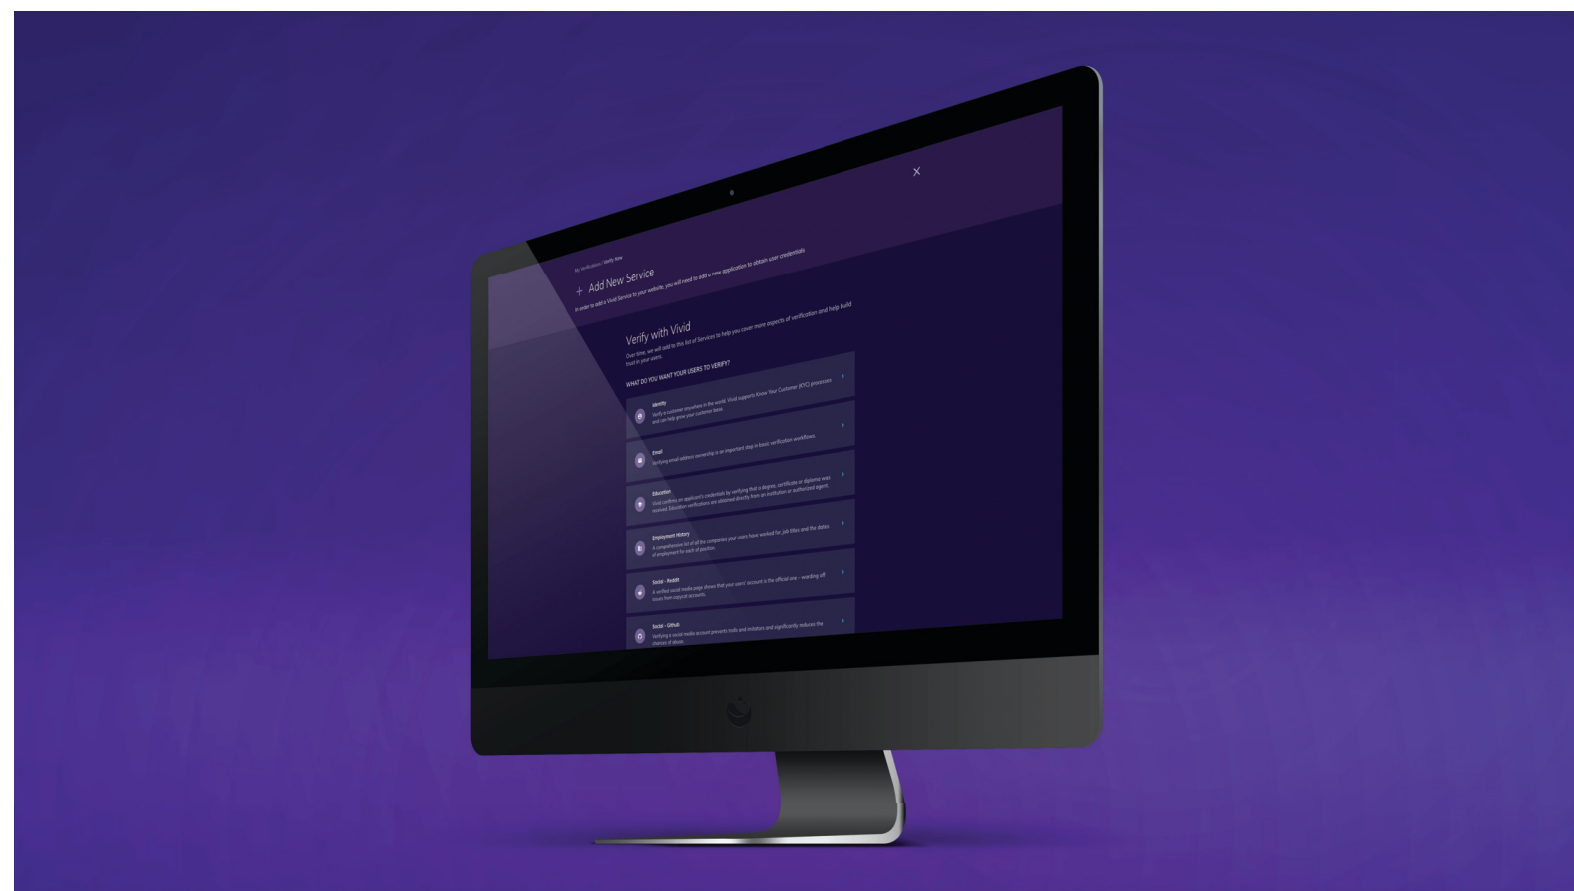 My Verifications / Verify New
+ Add New Service
In order to add a Vivid Service to your website, you will need to add a new application to obtain user credentials
Verify with Vivid
Over time, we will add to this list of Services to help you cover more aspects of verification and help build
trust in your users.
WHAT DO YOU WANT YOUR USERS TO VERIFY?
Identity
Verify a customer anywhere in the world. Vivid supports Know Your Customer (KYC) processes
and can help grow your customer base.
Email
Verifying email address ownership is an important step in basic verification workflows.
Education
Vivid confirms an applicant's credentials by verifying that a degree, certificate or diploma was
received. Education verifications are obtained directly from an institution or authorized agent.
Employment History
A comprehensive list of all the companies your users have worked for, job titles and the dates
of employment for each of position.
Social - Reddit
A verified social media page shows that your users' account is the official one - warding off
issues from copycat accounts.
Social - Github
Verifying a social media account prevents trolls and imitators and significantly reduces the
chances of abuse.